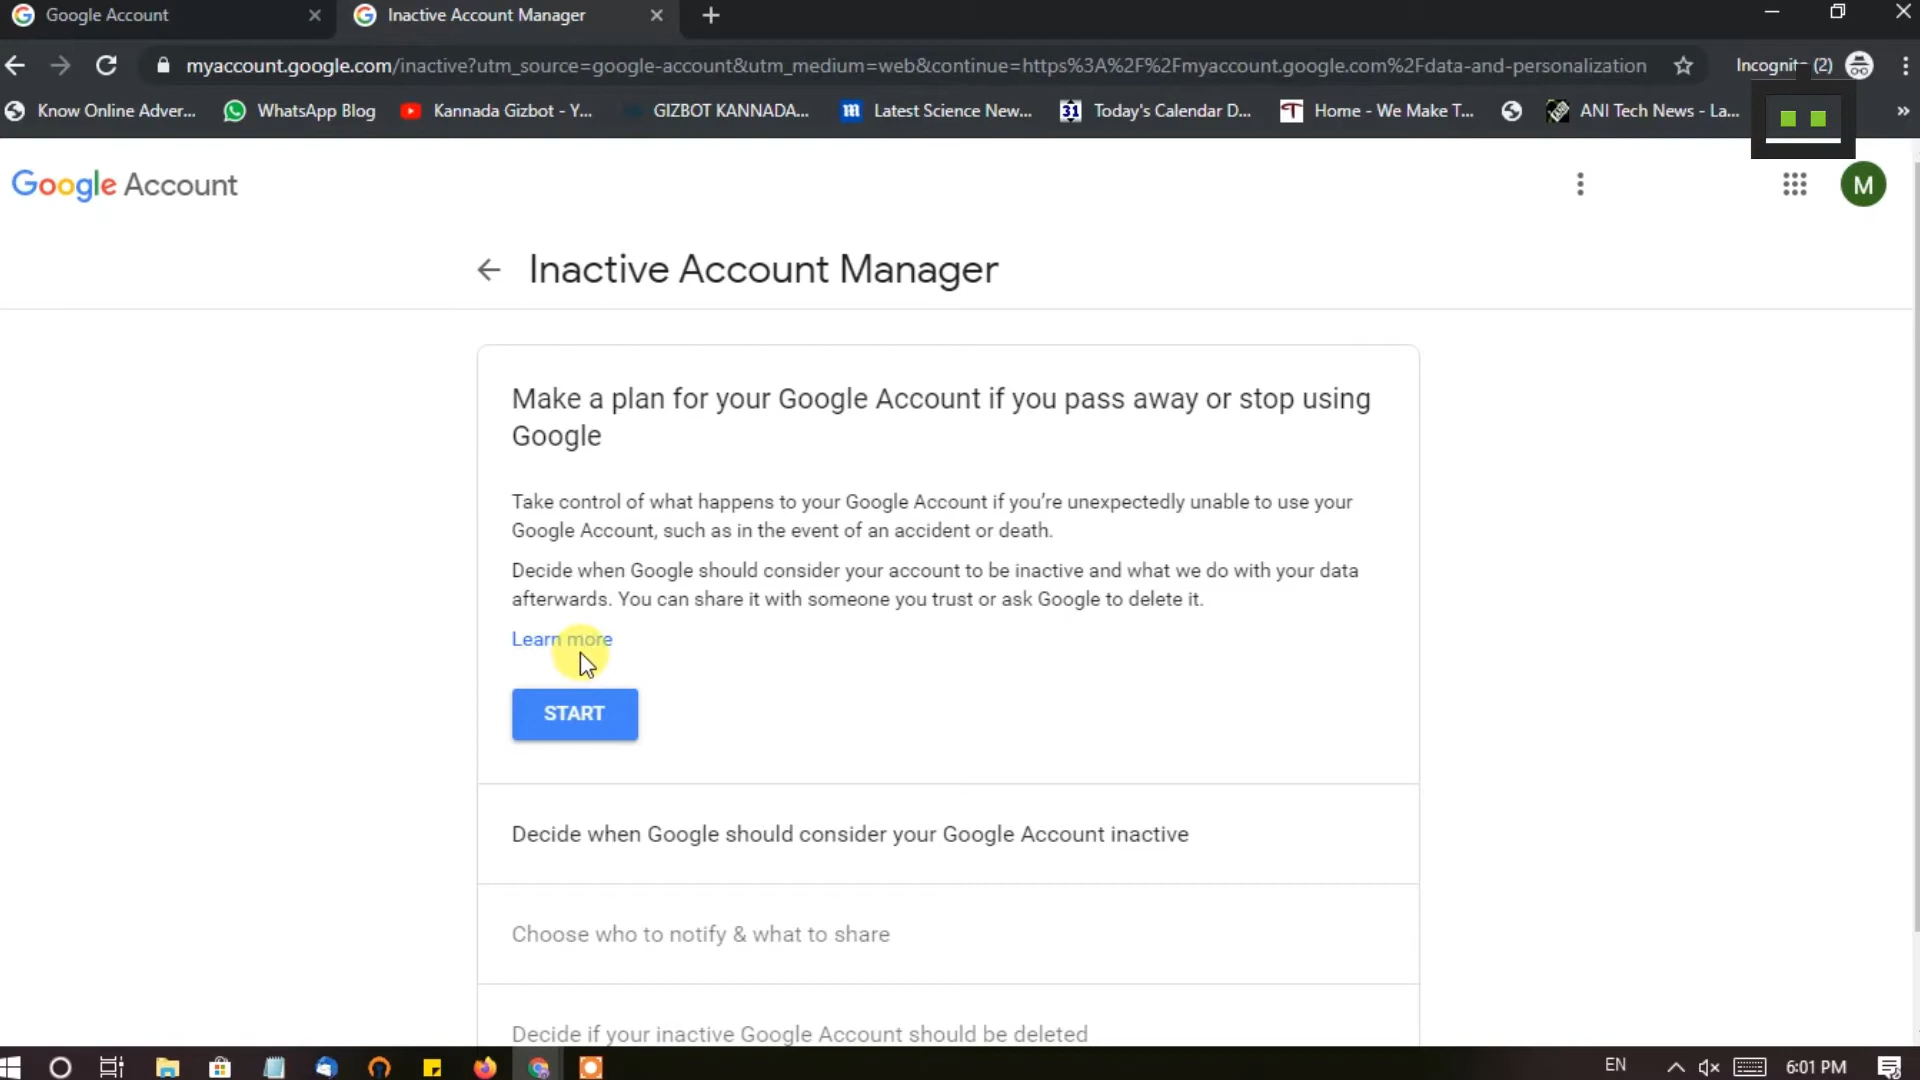 Google Account
Inactive Account Manager
myaccount.google.com/inactive?utm_source=google-account&utm_medium=web&continue=https%3A%2F%2Fmyaccount.google.com%2Fdata-and-personalization
Incognito (2)
Know Online Adver...
WhatsApp Blog
Kannada Gizbot - Y...
GIZBOT KANNADA...
m
Latest Science New...
31
Today's Calendar D...
Home - We Make T...
ANI Tech News - La...
»
Google Account
M
Inactive Account Manager
Make a plan for your Google Account if you pass away or stop using
Google
Take control of what happens to your Google Account if you’re unexpectedly unable to use your
Google Account, such as in the event of an accident or death.
Decide when Google should consider your account to be inactive and what we do with your data
afterwards. You can share it with someone you trust or ask Google to delete it.
Learn more
START
Decide when Google should consider your Google Account inactive
Choose who to notify & what to share
Decide if your inactive Google Account should be deleted
EN
6:01 PM